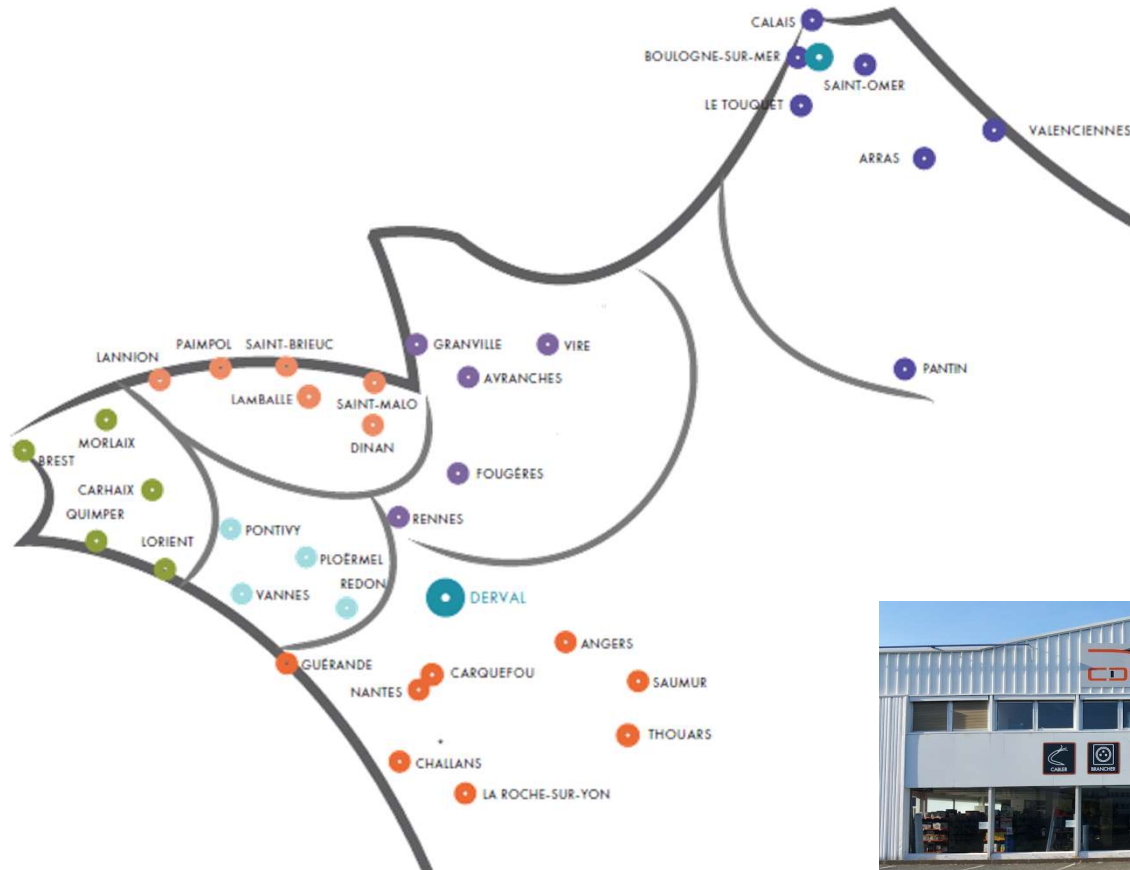 CALAIS
BOULOGNE-SUR-MER
SAINT-OMER
LE TOUQUET
VALENCIENNES
ARRAS
GRANVILLE
VIRE
PAIMPOL
SAINT-BRIEUC
LANNION
PANTIN
AVRANCHES
LAMBALLE
SAINT-MALO
MORLAIX
DINAN
BREST
FOUGÈRES
CARHAIX
QUIMPER
RENNES
PONTIVY
LORIENT
PLOËRMEL
REDON
VANNES
DERVAL
ANGERS
GUÉRANDE
CARQUEFOU
NANTES
SAUMUR
THOUARS
CHALLANS
LA ROCHE-SUR-YON
CABLER
BRANCHER